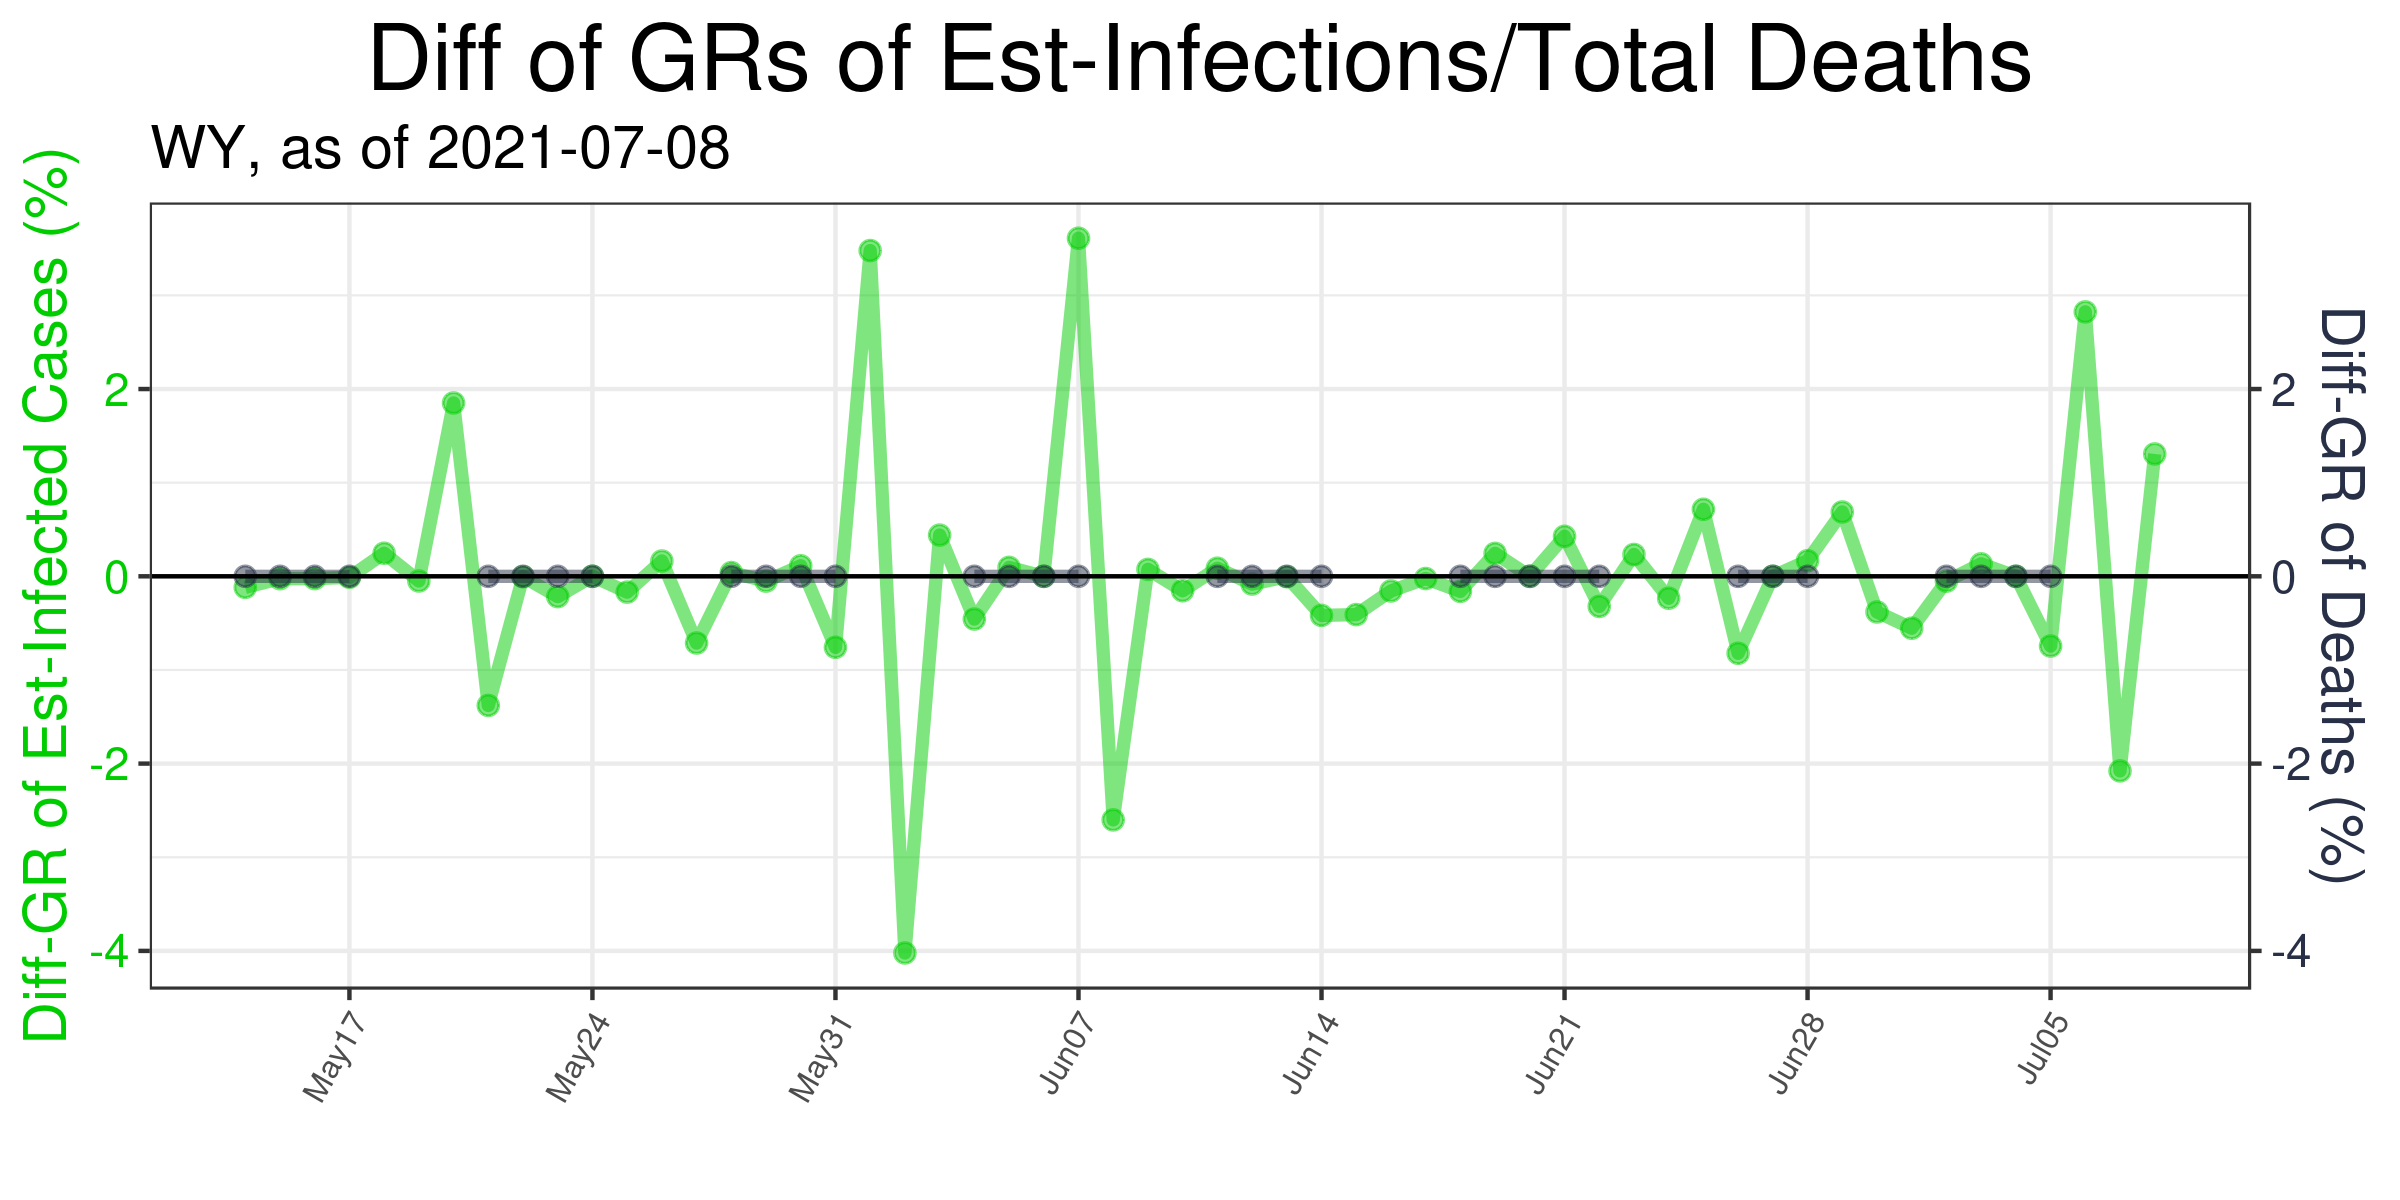 Diff of GRs of Est-Infections/Total Deaths
WY, as of 2021-07-08
Diff-GR of Est-Infected Cases (%)
2
0
-2
-4
2
0
-2
-4
Diff-GR of Deaths (%)
May17
May24
May31
Jun07
Jun14
Jun21
Jun28
Jul05